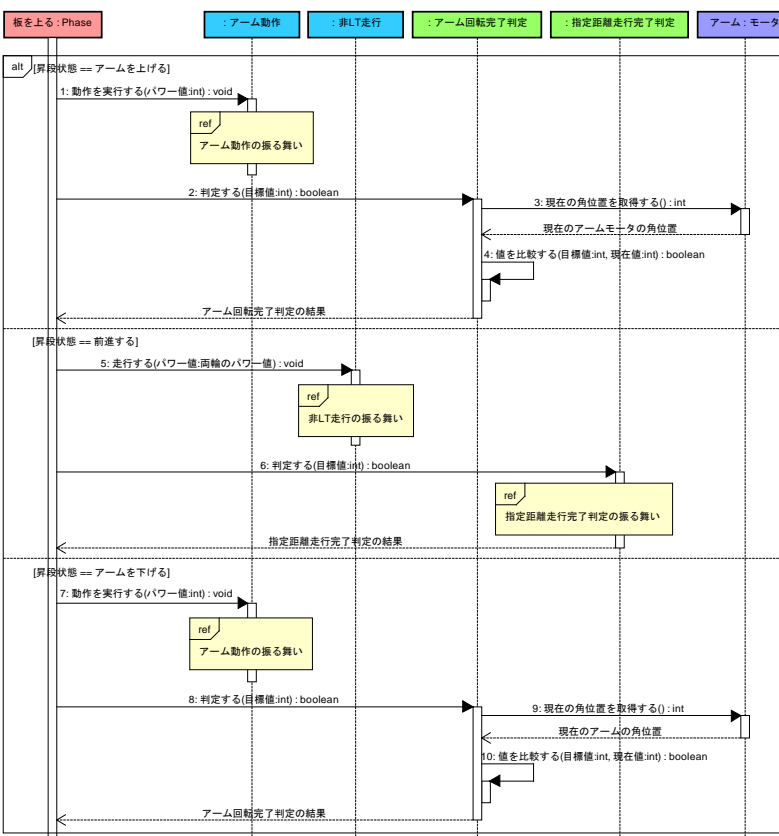 板を上る : Phase
: アーム動作
: 非LT走行
: アーム回転完了判定
: 指定距離走行完了判定
アーム : モータ
alt
[昇段状態 == アームを上げる]
1: 動作を実行する(パワー値:int) : void
ref
アーム動作の振る舞い
2: 判定する(目標値:int) : boolean
3: 現在の角位置を取得する() : int
現在のアームモータの角位置
4: 値を比較する(目標値:int, 現在値:int) : boolean
アーム回転完了判定の結果
[昇段状態 == 前進する]
5: 走行する(パワー値:両輪のパワー値) : void
ref
非LT走行の振る舞い
6: 判定する(目標値:int) : boolean
ref
指定距離走行完了判定の振る舞い
指定距離走行完了判定の結果
[昇段状態 == アームを下げる]
7: 動作を実行する(パワー値:int) : void
ref
アーム動作の振る舞い
8: 判定する(目標値:int) : boolean
9: 現在の角位置を取得する() : int
現在のアームの角位置
10: 値を比較する(目標値:int, 現在値:int) : boolean
アーム回転完了判定の結果